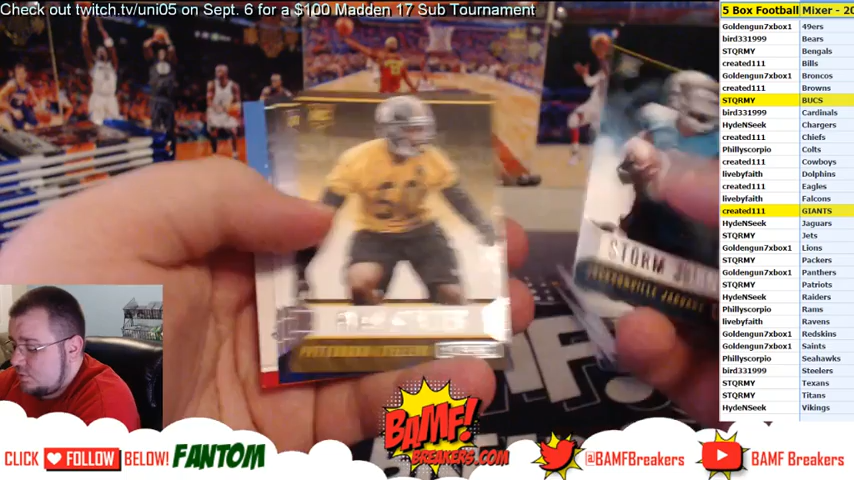 Check out twitch.tv/uni05 on Sept. 6 for a $100 Madden 17 Sub Tournament
5 Box Football Mixer - 20
Goldengun7xbox1 49ers
bird331999 Bears
STQRMY Bengals
created111 Bills
Goldengun7xbox1 Broncos
created111 Browns
STQRMY BUCS
bird331999 Cardinals
HydeNSeek Chargers
created111 Chiefs
Phillyscorpio Colts
created111 Cowboys
livebyfaith Dolphins
created111 Eagles
livebyfaith Falcons
created111 GIANTS
HydeNSeek Jaguars
STQRMY Jets
Goldengun7xbox1 Lions
STQRMY Packers
Goldengun7xbox1 Panthers
STQRMY Patriots
HydeNSeek Raiders
Phillyscorpio Rams
livebyfaith Ravens
Goldengun7xbox1 Redskins
Goldengun7xbox1 Saints
Phillyscorpio Seahawks
bird331999 Steelers
STQRMY Texans
STQRMY Titans
HydeNSeek Vikings
STORM
JACKSONVILLE JAGUARS
CLICK FOLLOW BELOW! FANTOM
BAMF!
BREAKERS.COM
@BAMFBreakers
BAMF Breakers